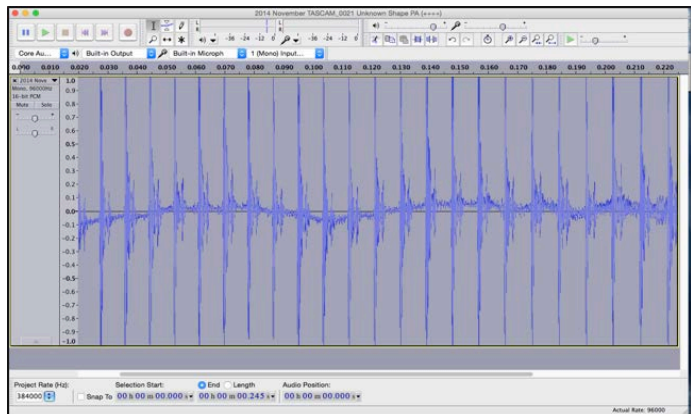 2014 November TASCAM_0021 Unknown Shape PA [++++]
-36 -24 -12 0 -36 -24 -12 0
Core Au... Built-in Output Built-in Microph 1 (Mono) Input...
0.010 0.020 0.030 0.040 0.050 0.060 0.070 0.080 0.090 0.100 0.110 0.120 0.130 0.140 0.150 0.160 0.170 0.180 0.190 0.200 0.210 0.220
2014 Nove
Mono, 96000Hz
16-bit PCM
Mute Solo
- +
L R
1.0
0.9-
0.8-
0.7-
0.6-
0.5-
0.4-
0.3-
0.2-
0.1-
0.0-
-0.1-
-0.2-
-0.3-
-0.4-
-0.5-
-0.6-
-0.7-
-0.8-
-0.9-
-1.0
Project Rate (Hz): Selection Start: End Length Audio Position:
384000 Snap To 00 h 00 m 00.000 s 00 h 00 m 00.245 s 00 h 00 m 00.000 s
Actual Rate: 96000